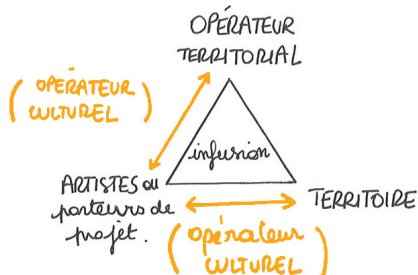 OPÉRATEUR
TERRITORIAL
(OPÉRATEUR
CULTUREL)
infusion
ARTISTES ou
porteurs de
projet.
TERRITOIRE
(opérateur
CULTUREL)